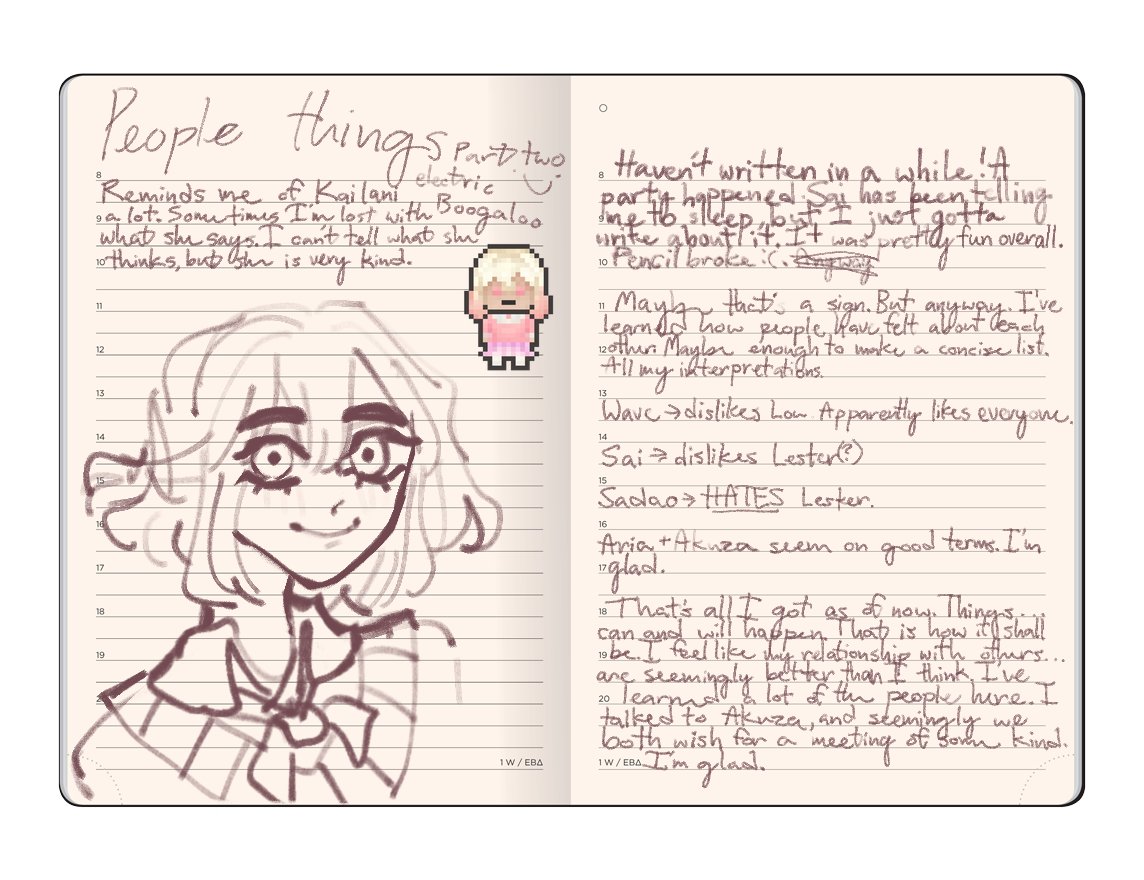 People things Part two
electric
Boogaloo
Reminds me of Kailani
a lot. Sometimes I'm lost with
what she says. I can't tell what she
thinks, but she is very kind.
8
9
10
11
12
13
14
15
16
17
18
19
20
1 W / EBA
Haven't written in a while! A
party happened. Sai has been telling
me to sleep, but I just gotta
write about it. It was pretty fun overall.
Pencil broke :(. Anyway
Maybe that's a sign. But anyway. I've
learned how people have felt about each
other. Maybe enough to make a concise list.
All my interpretations.
Wave → dislikes Low. Apparently likes everyone.
Sai → dislikes Lester(?)
Sadao → HATES Lester.
Aria + Akuza seem on good terms. I'm
glad.
That's all I got as of now. Things...
can and will happen. That is how it shall
be. I feel like my relationship with others...
are seemingly better than I think. I've
learned a lot of the people here. I
talked to Akuza, and seemingly we
both wish for a meeting of some kind.
I'm glad.
8
9
10
11
12
13
14
15
16
17
18
19
20
1 W / EBA